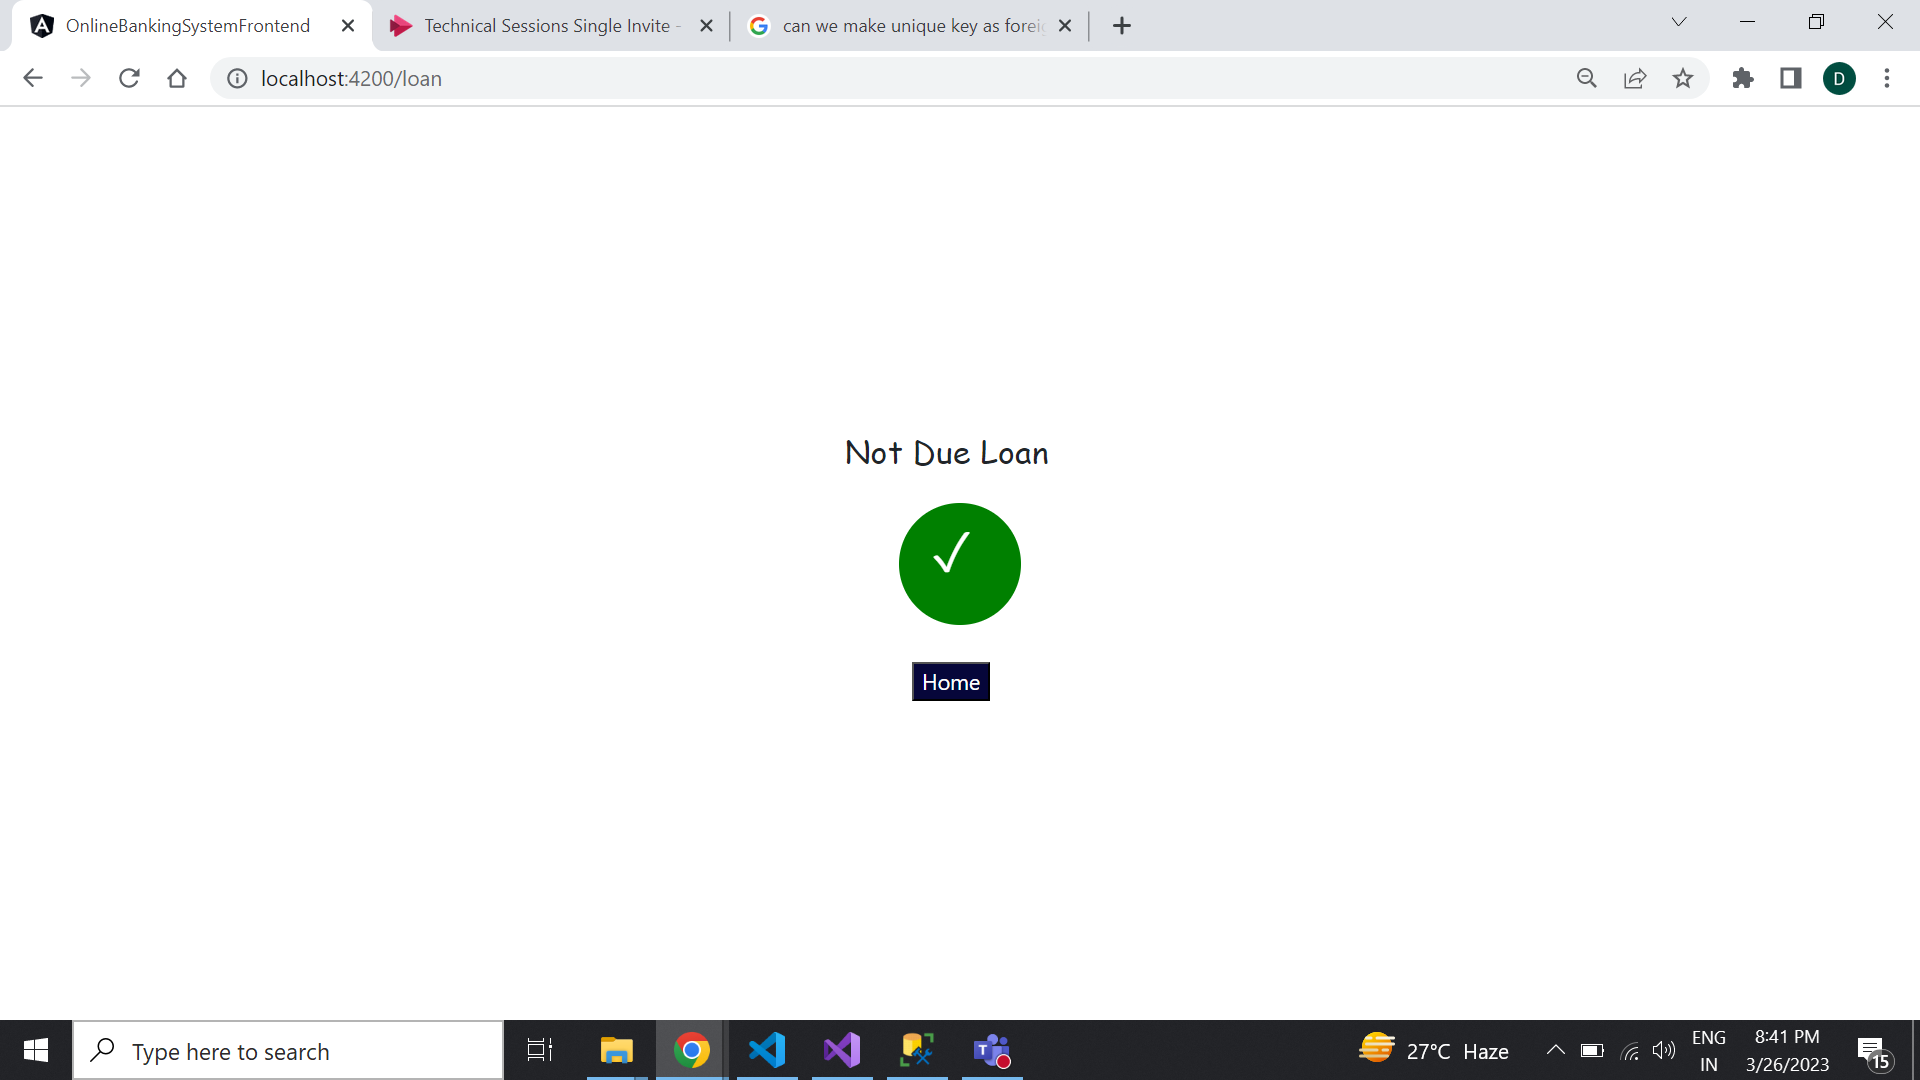 OnlineBankingSystemFrontend
Technical Sessions Single Invite -
can we make unique key as foreig
localhost:4200/loan
D
Not Due Loan
✓
Home
Type here to search
27°C Haze
ENG
IN
8:41 PM
3/26/2023
15